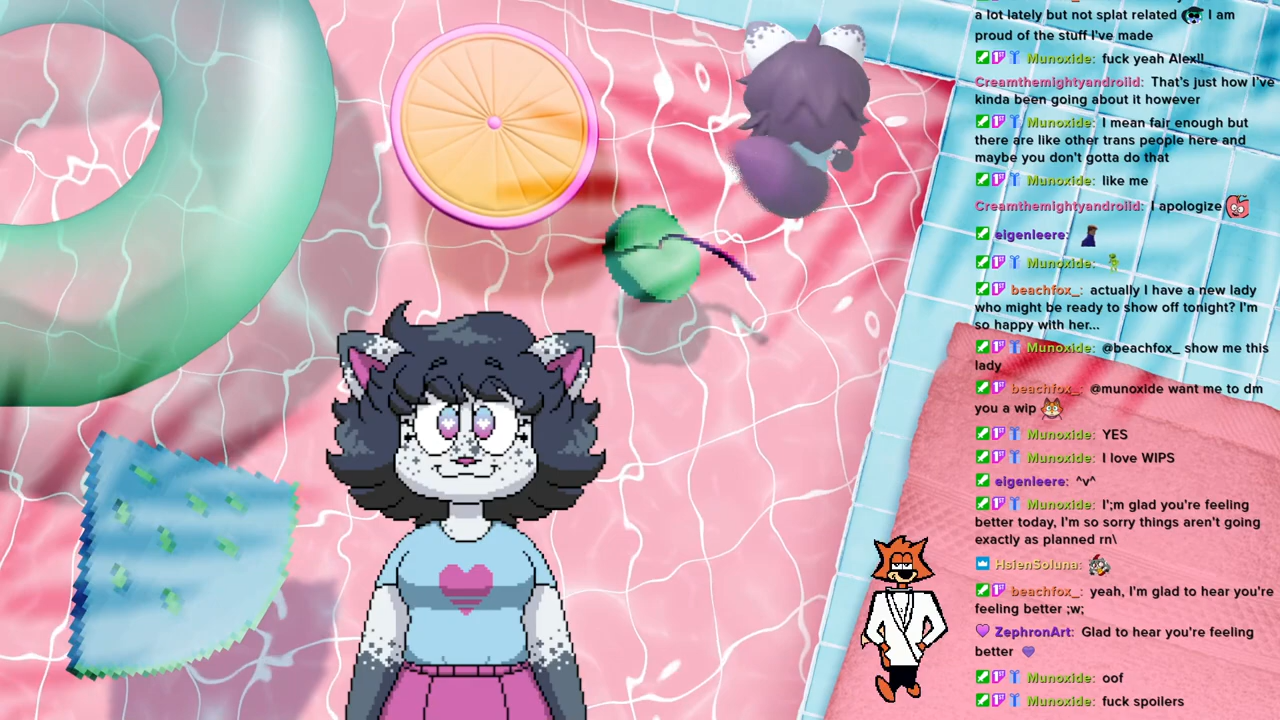 a lot lately but not splat related I am
proud of the stuff I've made
Munoxide: fuck yeah Alex!!
Creamthemightyandroiid: That's just how I've
kinda been going about it however
Munoxide: I mean fair enough but
there are like other trans people here and
maybe you don't gotta do that
Munoxide: like me
Creamthemightyandroiid: I apologize
eigenleere:
Munoxide:
beachfox_: actually I have a new lady
who might be ready to show off tonight? I'm
so happy with her...
Munoxide: @beachfox_ show me this
lady
beachfox_: @munoxide want me to dm
you a wip
Munoxide: YES
Munoxide: I love WIPS
eigenleere: ^v^
Munoxide: I';m glad you're feeling
better today, I'm so sorry things aren't going
exactly as planned rn\
HsienSoluna:
beachfox_: yeah, I'm glad to hear you're
feeling better ;w;
ZephronArt: Glad to hear you're feeling
better
Munoxide: oof
Munoxide: fuck spoilers